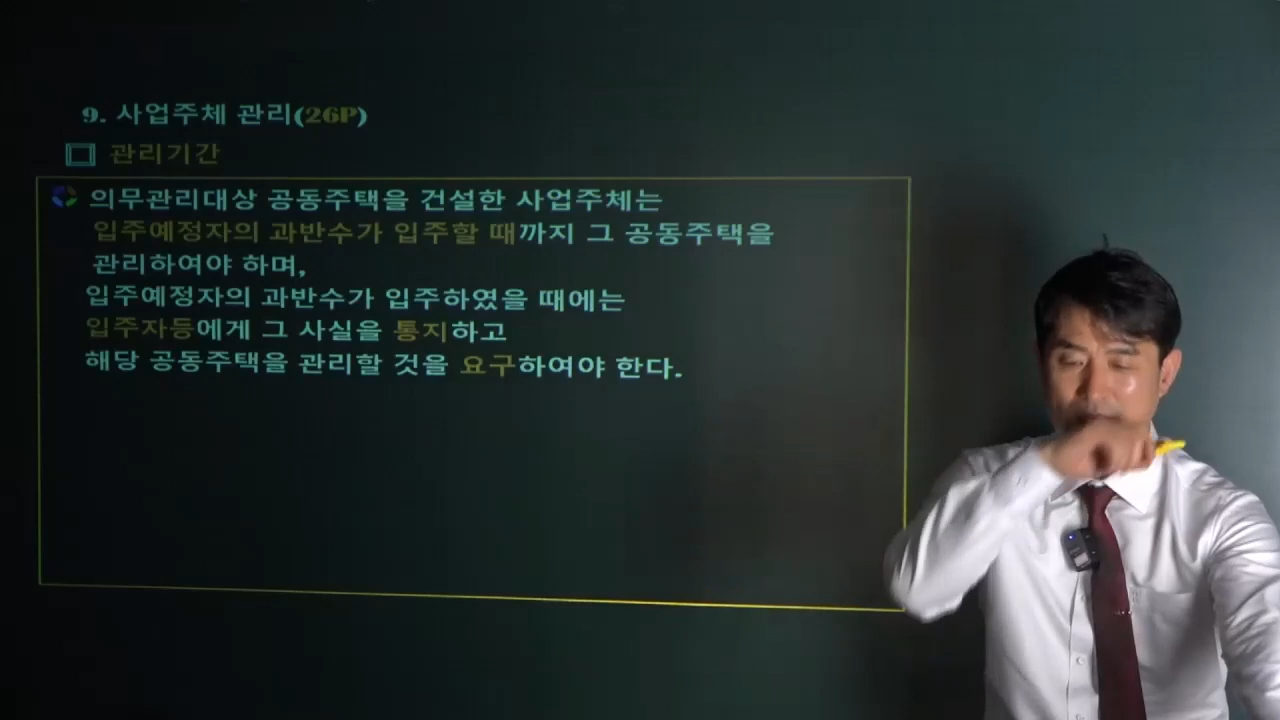 9. 사업주체 관리(26P)
관리기간
의무관리대상 공동주택을 건설한 사업주체는
입주예정자의 과반수가 입주할 때까지 그 공동주택을
관리하여야 하며,
입주예정자의 과반수가 입주하였을 때에는
입주자등에게 그 사실을 통지하고
해당 공동주택을 관리할 것을 요구하여야 한다.